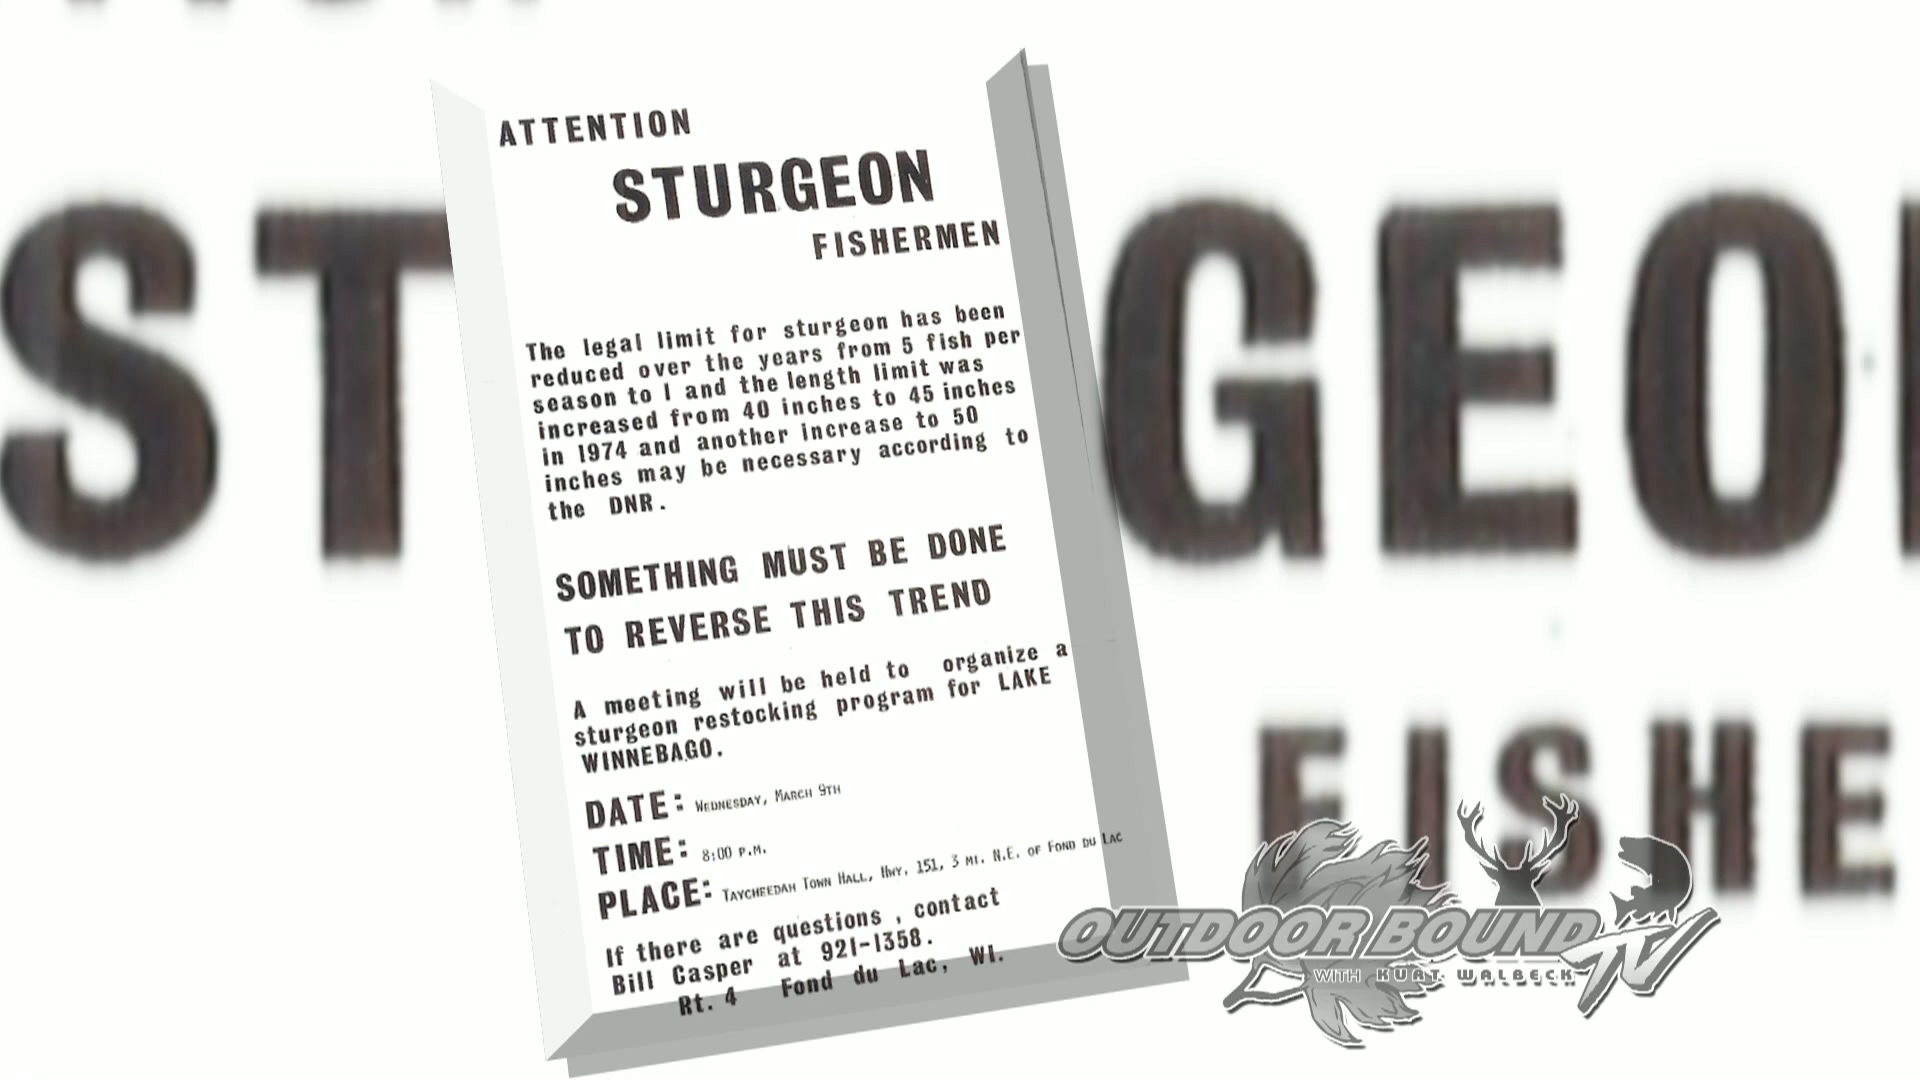 ATTENTION
STURGEON
FISHERMEN
The legal limit for sturgeon has been
reduced over the years from 5 fish per
season to 1 and the length limit was
increased from 40 inches to 45 inches
in 1974 and another increase to 50
inches may be necessary according to
the DNR.
SOMETHING MUST BE DONE
TO REVERSE THIS TREND
A meeting will be held to organize a
sturgeon restocking program for LAKE
WINNEBAGO.
DATE: WEDNESDAY, MARCH 9TH
TIME: 8:00 P.M.
PLACE: TAYCHEEDAH TOWN HALL, HWY. 151, 3 MI. N.E. OF FOND DU LAC
If there are questions, contact
Bill Casper at 921-1358.
Rt. 4 Fond du Lac, WI.
ST GEO
FISHE
OUTDOOR BOUND TV
WITH KURT WALBECK